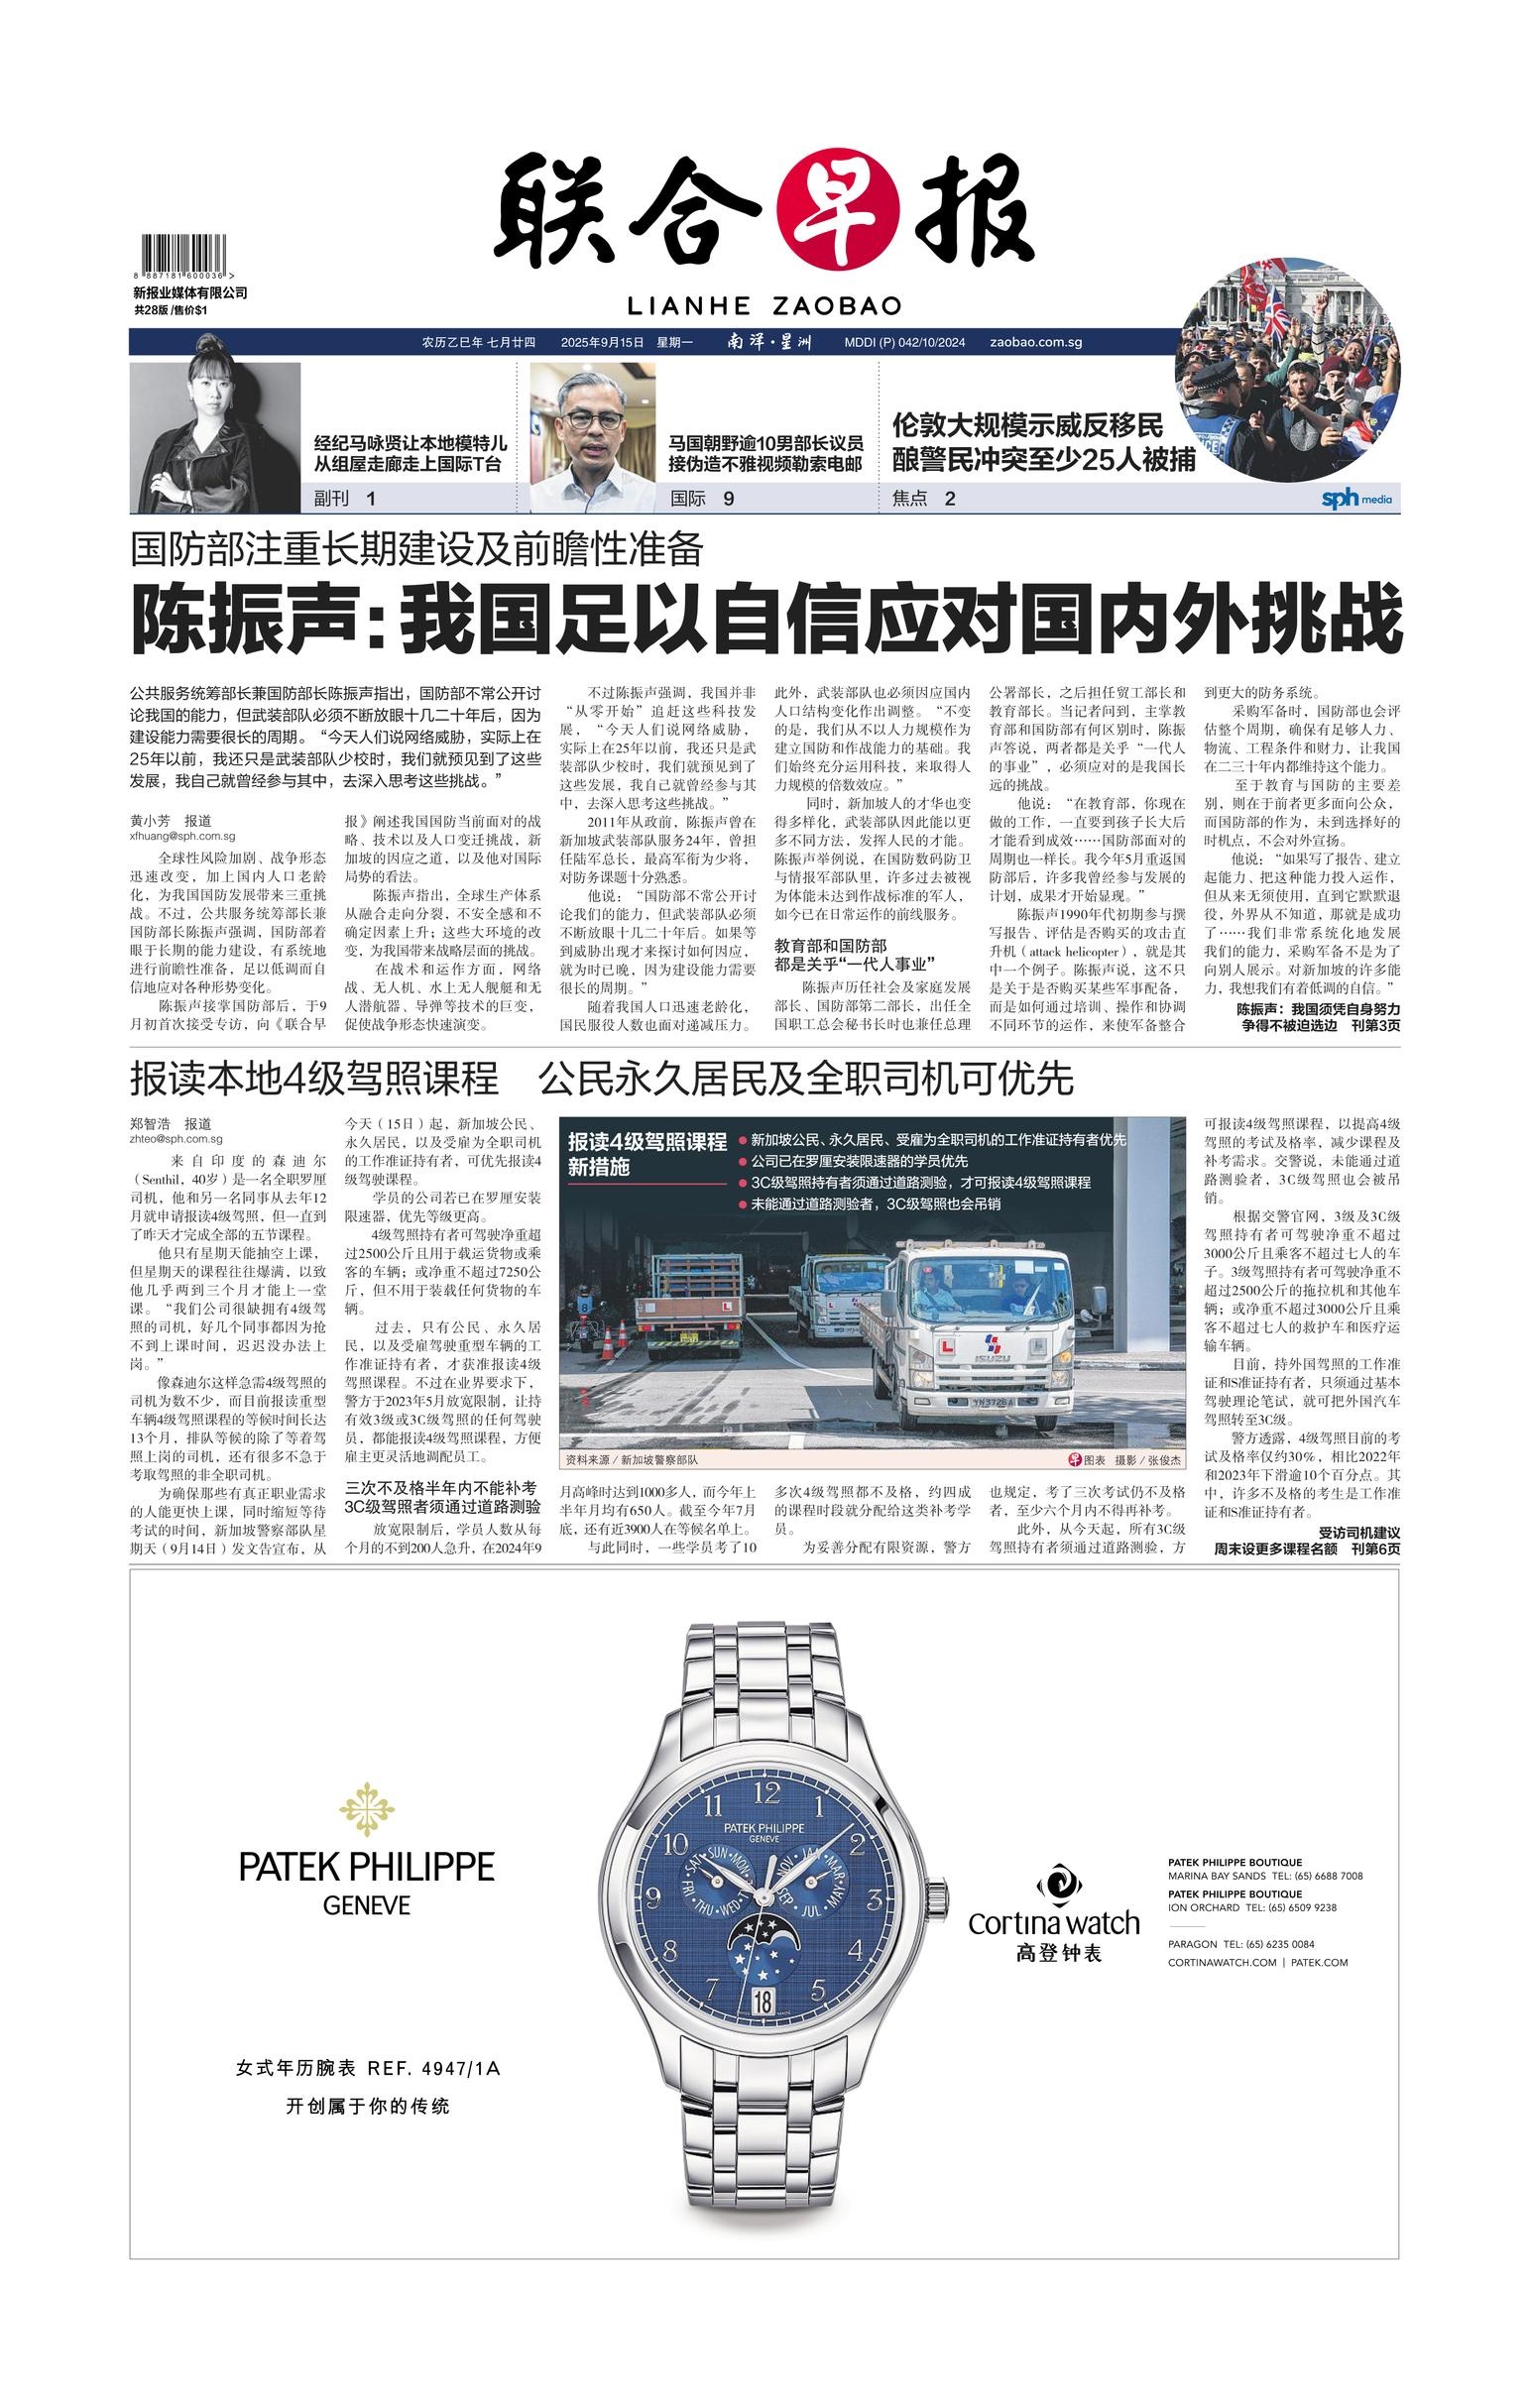 联合早报
LIANHE ZAOBAO
8 887181 600036 >
新报业媒体有限公司
共28版 /售价$1
农历乙巳年 七月廿四 2025年9月15日 星期一 南洋·星洲 MDDI (P) 042/10/2024 zaobao.com.sg
经纪马咏贤让本地模特儿
从组屋走廊走上国际T台
副刊 1
马国朝野逾10男部长议员
接伪造不雅视频勒索电邮
国际 9
伦敦大规模示威反移民
酿警民冲突至少25人被捕
焦点 2
sph media
国防部注重长期建设及前瞻性准备
陈振声:我国足以自信应对国内外挑战
公共服务统筹部长兼国防部长陈振声指出，国防部不常公开讨
论我国的能力，但武装部队必须不断放眼十几二十年后，因为
建设能力需要很长的周期。“今天人们说网络威胁，实际上在
25年以前，我还只是武装部队少校时，我们就预见到了这些
发展，我自己就曾经参与其中，去深入思考这些挑战。”
黄小芳 报道
xfhuang@sph.com.sg
全球性风险加剧、战争形态
迅速改变，加上国内人口老龄
化，为我国国防发展带来三重挑
战。不过，公共服务统筹部长兼
国防部长陈振声强调，国防部着
眼于长期的能力建设，有系统地
进行前瞻性准备，足以低调而自
信地应对各种形势变化。
陈振声接掌国防部后，于9
月初首次接受专访，向《联合早
报》阐述我国国防当前面对的战
略、技术以及人口变迁挑战，新
加坡的因应之道，以及他对国际
局势的看法。
陈振声指出，全球生产体系
从融合走向分裂，不安全感和不
确定因素上升；这些大环境的改
变，为我国带来战略层面的挑战。
在战术和运作方面，网络
战、无人机、水上无人舰艇和无
人潜航器、导弹等技术的巨变，
促使战争形态快速演变。
不过陈振声强调，我国并非
“从零开始”追赶这些科技发
展，“今天人们说网络威胁，
实际上在25年以前，我还只是武
装部队少校时，我们就预见到了
这些发展，我自己就曾经参与其
中，去深入思考这些挑战。”
2011年从政前，陈振声曾在
新加坡武装部队服务24年，曾担
任陆军总长，最高军衔为少将，
对防务课题十分熟悉。
他说：“国防部不常公开讨
论我们的能力，但武装部队必须
不断放眼十几二十年后。如果等
到威胁出现才来探讨如何因应，
就为时已晚，因为建设能力需要
很长的周期。”
随着我国人口迅速老龄化，
国民服役人数也面对递减压力。
此外，武装部队也必须因应国内
人口结构变化作出调整。“不变
的是，我们从不以人力规模作为
建立国防和作战能力的基础。我
们始终充分运用科技，来取得人
力规模的倍数效应。”
同时，新加坡人的才华也变
得多样化，武装部队因此能以更
多不同方法，发挥人民的才能。
陈振声举例说，在国防数码防卫
与情报军部队里，许多过去被视
为体能未达到作战标准的军人，
如今已在日常运作的前线服务。
教育部和国防部
都是关乎“一代人事业”
陈振声历任社会及家庭发展
部长、国防部第二部长，出任全
国职工总会秘书长时也兼任总理
公署部长，之后担任贸工部长和
教育部长。当记者问到，主掌教
育部和国防部有何区别时，陈振
声答说，两者都是关乎“一代人
的事业”，必须应对的是我国长
远的挑战。
他说：“在教育部，你现在
做的工作，一直要到孩子长大后
才能看到成效……国防部面对的
周期也一样长。我今年5月重返国
防部后，许多我曾经参与发展的
计划，成果才开始显现。”
陈振声1990年代初期参与撰
写报告、评估是否购买的攻击直
升机（attack helicopter），就是其
中一个例子。陈振声说，这不只
是关于是否购买某些军事配备，
而是如何通过培训、操作和协调
不同环节的运作，来使军备整合
到更大的防务系统。
采购军备时，国防部也会评
估整个周期，确保有足够人力、
物流、工程条件和财力，让我国
在二三十年内都维持这个能力。
至于教育与国防的主要差
别，则在于前者更多面向公众，
而国防部的作为，未到选择好的
时机点，不会对外宣扬。
他说：“如果写了报告、建立
起能力、把这种能力投入运作，
但从来无须使用，直到它默默退
役，外界从不知道，那就是成功
了……我们非常系统化地发展
我们的能力，采购军备不是为了
向别人展示。对新加坡的许多能
力，我想我们有着低调的自信。”
陈振声：我国须凭自身努力
争得不被迫选边 刊第3页
报读本地4级驾照课程 公民永久居民及全职司机可优先
郑智浩 报道
zhteo@sph.com.sg
来自印度的森迪尔
（Senthil，40岁）是一名全职罗厘
司机，他和另一名同事从去年12
月就申请报读4级驾照，但一直到
了昨天才完成全部的五节课程。
他只有星期天能抽空上课，
但星期天的课程往往爆满，以致
他几乎两到三个月才能上一堂
课。“我们公司很缺拥有4级驾
照的司机，好几个同事都因为抢
不到上课时间，迟迟没办法上
岗。”
像森迪尔这样急需4级驾照的
司机为数不少，而目前报读重型
车辆4级驾照课程的等候时间长达
13个月，排队等候的除了等着驾
照上岗的司机，还有很多不急于
考取驾照的非全职司机。
为确保那些有真正职业需求
的人能更快上课，同时缩短等待
考试的时间，新加坡警察部队星
期天（9月14日）发文告宣布，从
今天（15日）起，新加坡公民、
永久居民，以及受雇为全职司机
的工作准证持有者，可优先报读4
级驾驶课程。
学员的公司若已在罗厘安装
限速器，优先等级更高。
4级驾照持有者可驾驶净重超
过2500公斤且用于载运货物或乘
客的车辆；或净重不超过7250公
斤，但不用于装载任何货物的车
辆。
过去，只有公民、永久居
民，以及受雇驾驶重型车辆的工
作准证持有者，才获准报读4级
驾照课程。不过在业界要求下，
警方于2023年5月放宽限制，让持
有效3级或3C级驾照的任何驾驶
员，都能报读4级驾照课程，方便
雇主更灵活地调配员工。
三次不及格半年内不能补考
3C级驾照者须通过道路测验
放宽限制后，学员人数从每
个月的不到200人急升，在2024年9
报读4级驾照课程
新措施
● 新加坡公民、永久居民、受雇为全职司机的工作准证持有者优先
● 公司已在罗厘安装限速器的学员优先
● 3C级驾照持有者须通过道路测验，才可报读4级驾照课程
● 未能通过道路测验者，3C级驾照也会吊销
L
L
L
ISUZU
YN3726A
资料来源 / 新加坡警察部队
早图表 摄影 / 张俊杰
月高峰时达到1000多人，而今年上
半年月均有650人。截至今年7月
底，还有近3900人在等候名单上。
与此同时，一些学员考了10
多次4级驾照都不及格，约四成
的课程时段就分配给这类补考学
员。
为妥善分配有限资源，警方
也规定，考了三次考试仍不及格
者，至少六个月内不得再补考。
此外，从今天起，所有3C级
驾照持有者须通过道路测验，方
可报读4级驾照课程，以提高4级
驾照的考试及格率，减少课程及
补考需求。交警说，未能通过道
路测验者，3C级驾照也会被吊
销。
根据交警官网，3级及3C级
驾照持有者可驾驶净重不超过
3000公斤且乘客不超过七人的车
子。3级驾照持有者可驾驶净重不
超过2500公斤的拖拉机和其他车
辆；或净重不超过3000公斤且乘
客不超过七人的救护车和医疗运
输车辆。
目前，持外国驾照的工作准
证和S准证持有者，只须通过基本
驾驶理论笔试，就可把外国汽车
驾照转至3C级。
警方透露，4级驾照目前的考
试及格率仅约30%，相比2022年
和2023年下滑逾10个百分点。其
中，许多不及格的考生是工作准
证和S准证持有者。
受访司机建议
周末设更多课程名额 刊第6页
PATEK PHILIPPE
GENEVE
女式年历腕表 REF. 4947/1A
开创属于你的传统
12
1
2
3
4
5
7
8
9
10
11
PATEK PHILIPPE
GENEVE
SAT SUN MON WED THU FRI
NOV JAN MAR MAY JUL SEP
18
Cortina watch
高登钟表
PATEK PHILIPPE BOUTIQUE
MARINA BAY SANDS TEL: (65) 6688 7008
PATEK PHILIPPE BOUTIQUE
ION ORCHARD TEL: (65) 6509 9238
PARAGON TEL: (65) 6235 0084
CORTINAWATCH.COM | PATEK.COM